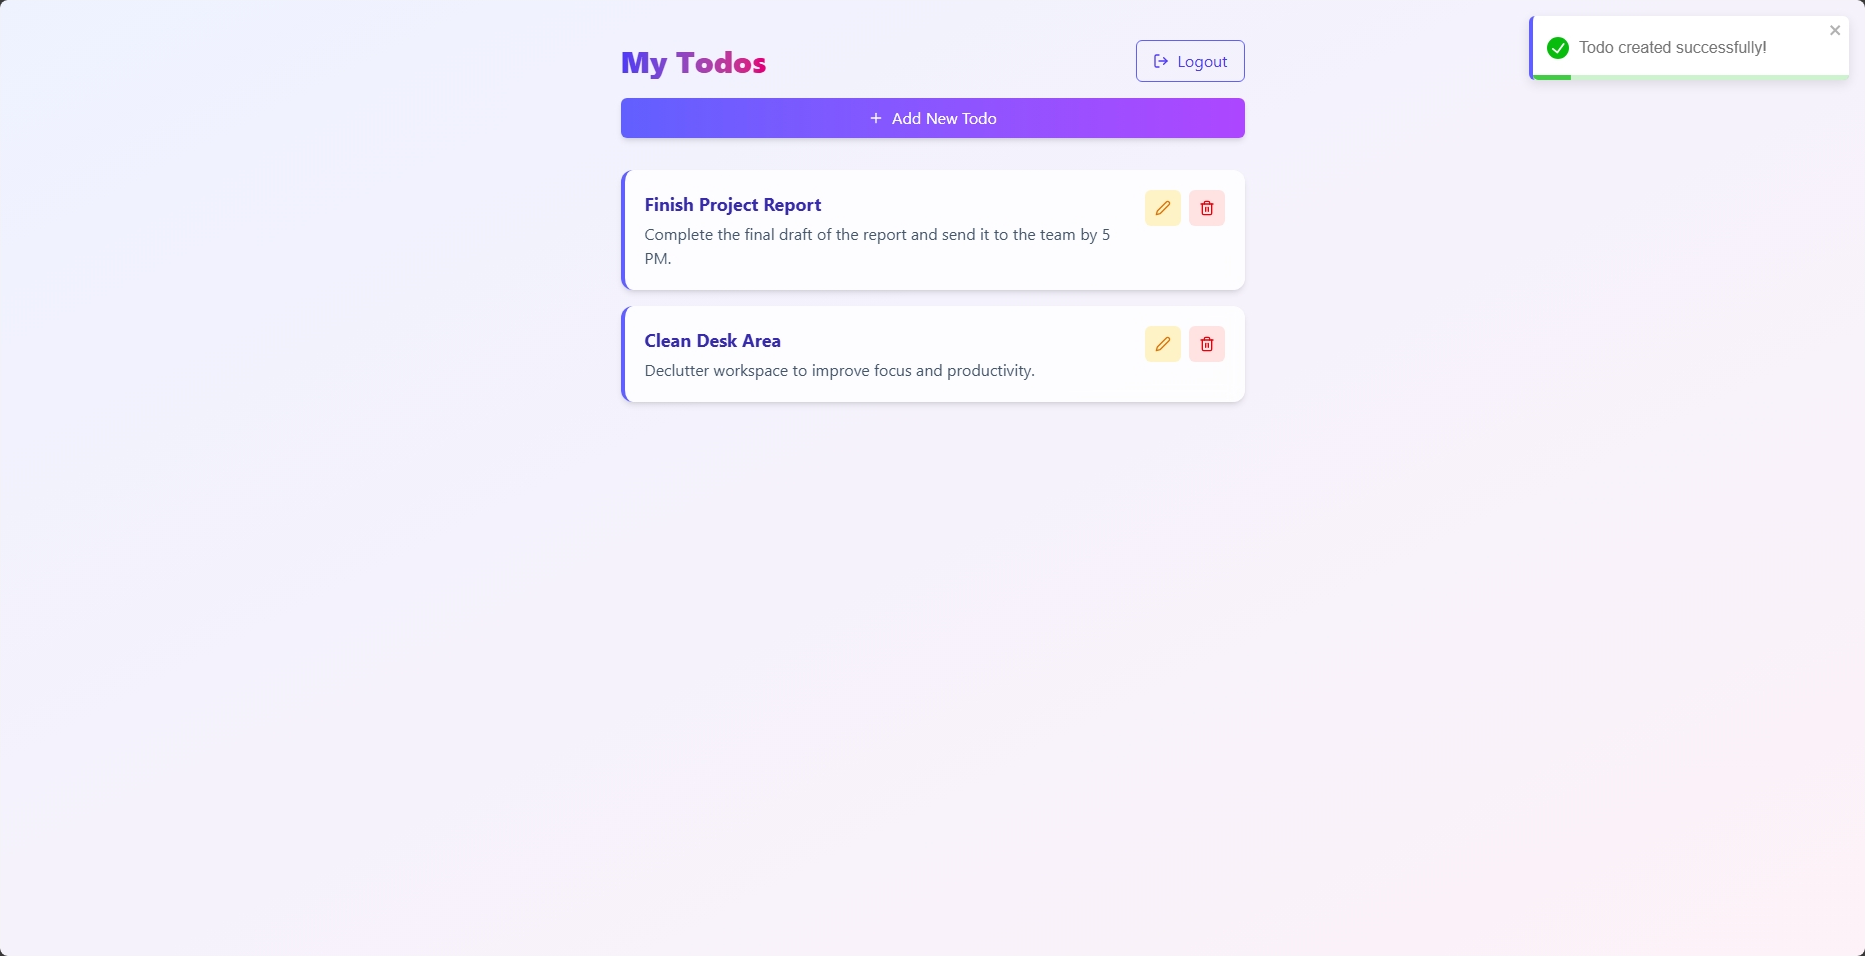 My Todos
Logout
Add New Todo
Finish Project Report
Complete the final draft of the report and send it to the team by 5
PM.
Clean Desk Area
Declutter workspace to improve focus and productivity.
Todo created successfully!